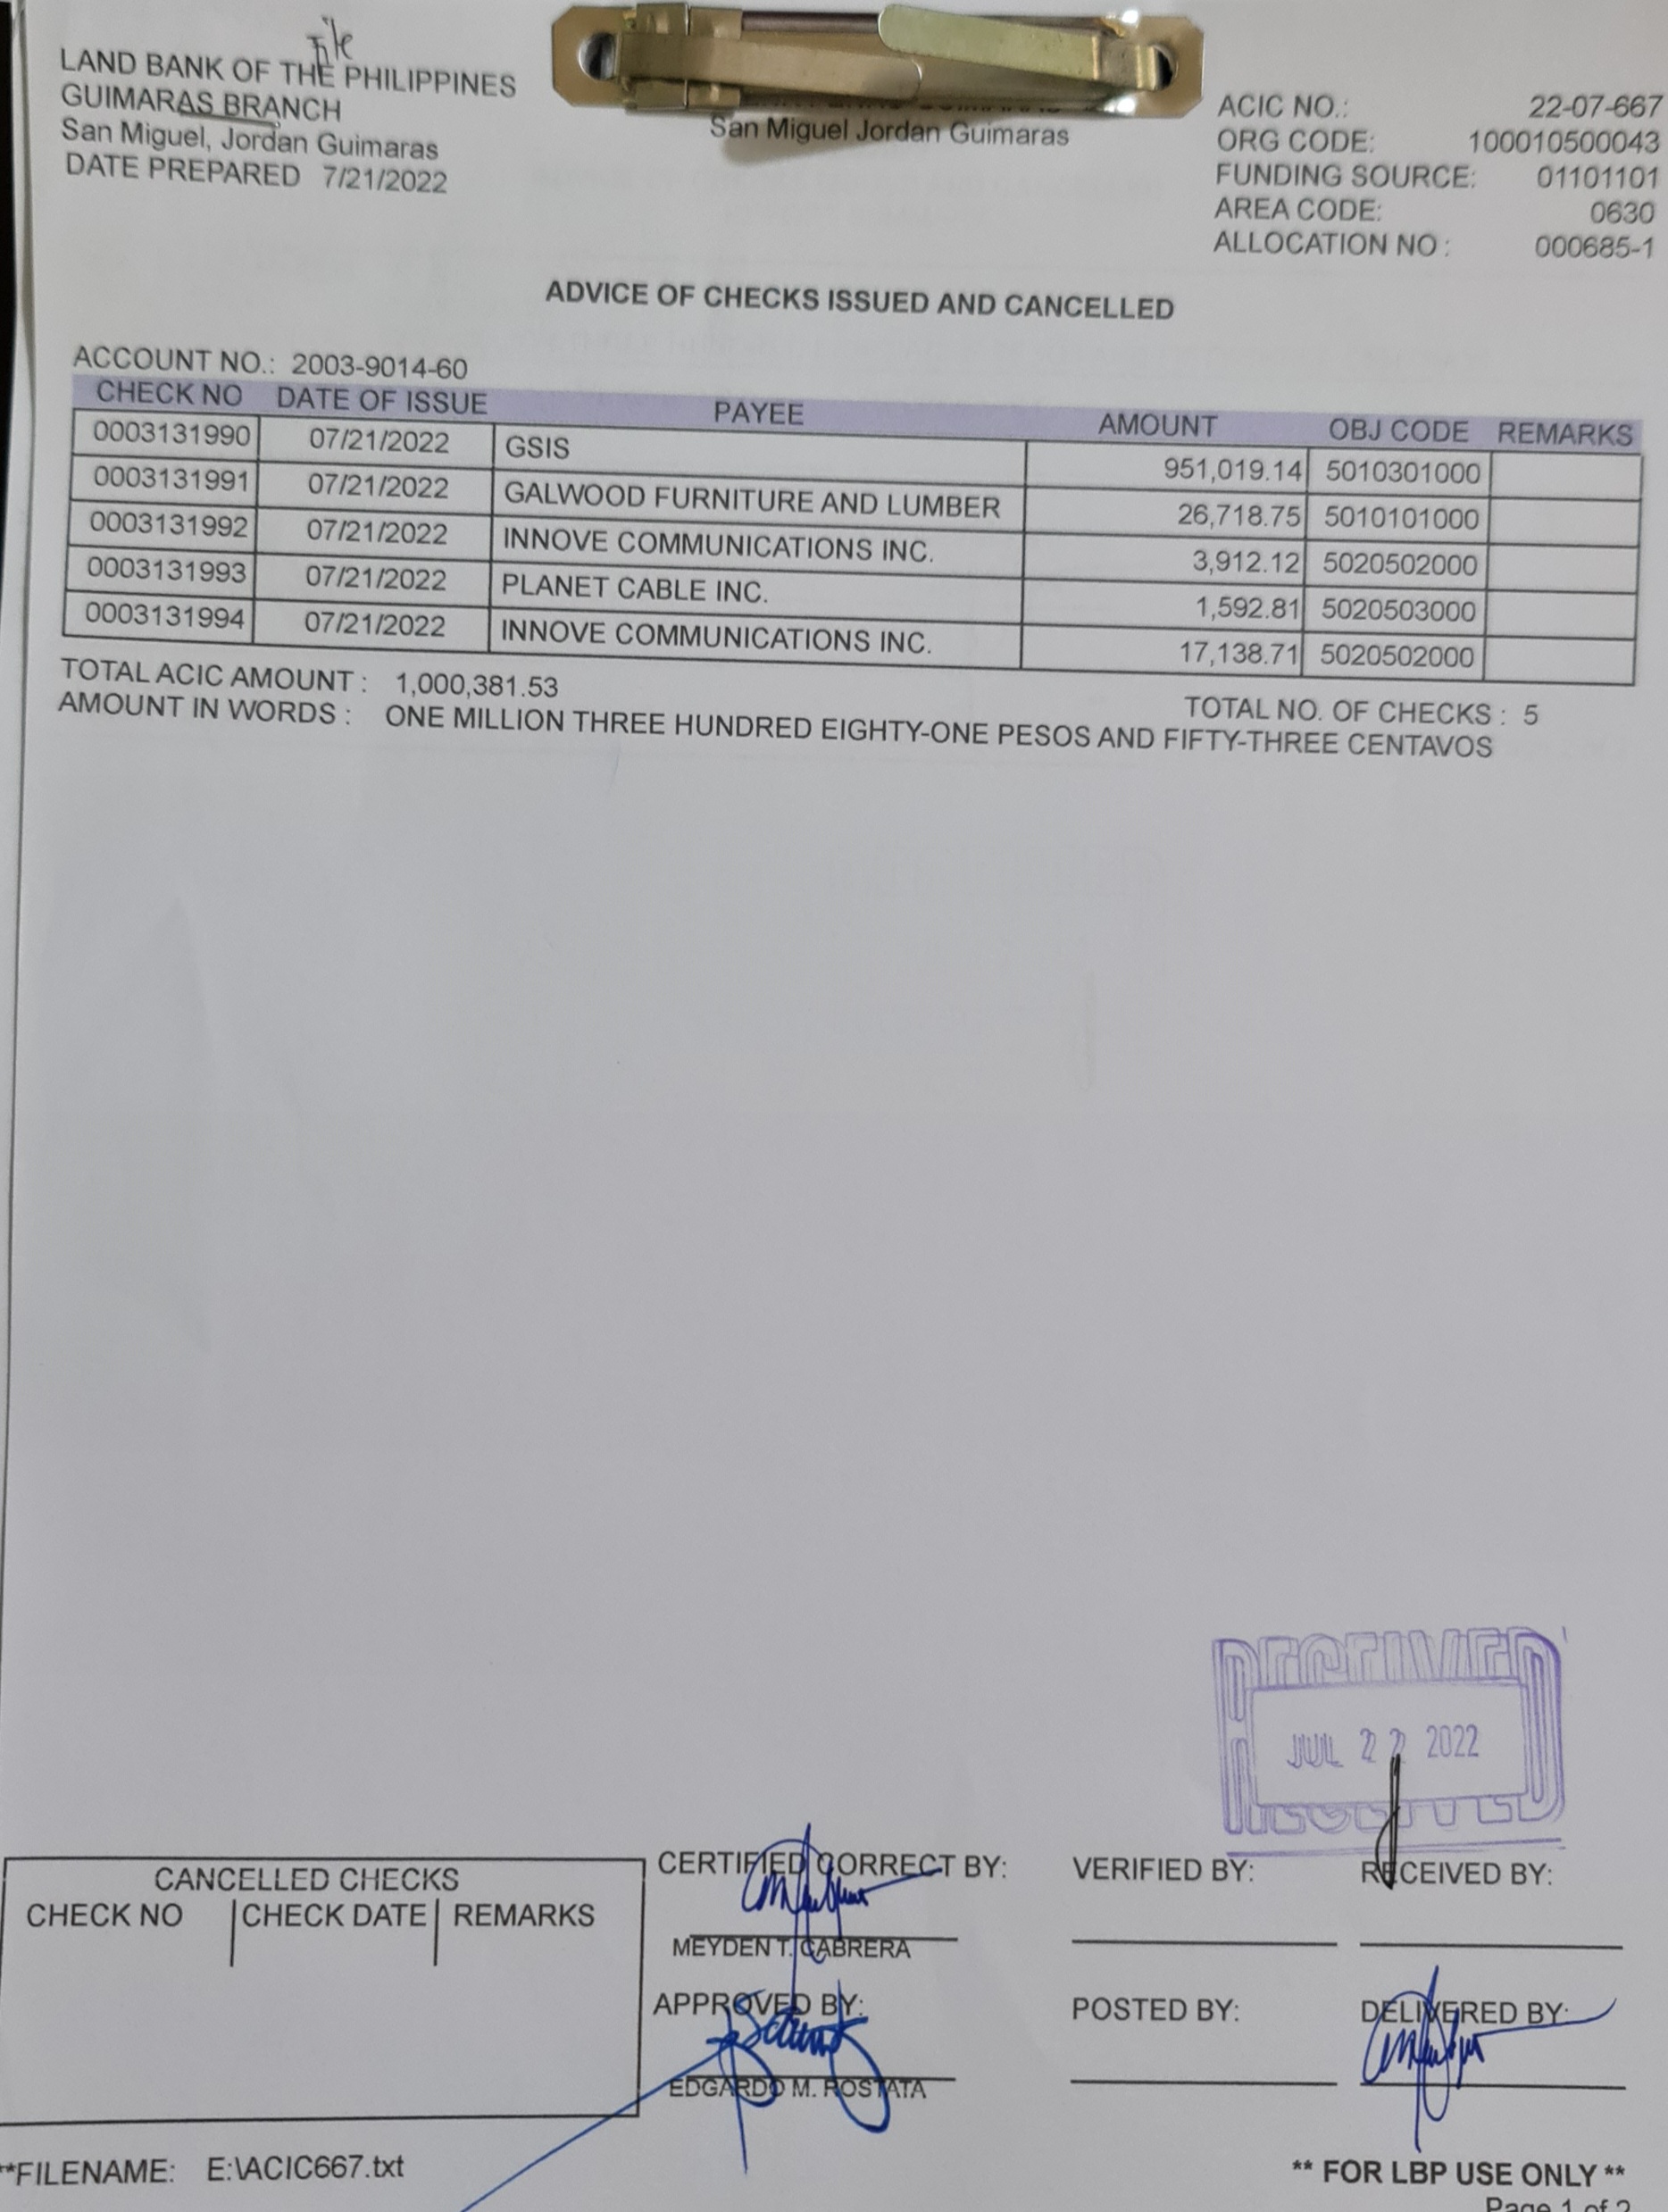 File
LAND BANK OF THE PHILIPPINES
GUIMARAS BRANCH
San Miguel, Jordan Guimaras
DATE PREPARED 7/21/2022
San Miguel Jordan Guimaras
ACIC NO.: 22-07-667
ORG CODE: 100010500043
FUNDING SOURCE: 01101101
AREA CODE: 0630
ALLOCATION NO : 000685-1
ADVICE OF CHECKS ISSUED AND CANCELLED
ACCOUNT NO.: 2003-9014-60
CHECK NO DATE OF ISSUE PAYEE AMOUNT OBJ CODE REMARKS
0003131990 07/21/2022 GSIS 951,019.14 5010301000
0003131991 07/21/2022 GALWOOD FURNITURE AND LUMBER 26,718.75 5010101000
0003131992 07/21/2022 INNOVE COMMUNICATIONS INC. 3,912.12 5020502000
0003131993 07/21/2022 PLANET CABLE INC. 1,592.81 5020503000
0003131994 07/21/2022 INNOVE COMMUNICATIONS INC. 17,138.71 5020502000
TOTAL ACIC AMOUNT : 1,000,381.53 TOTAL NO. OF CHECKS : 5
AMOUNT IN WORDS : ONE MILLION THREE HUNDRED EIGHTY-ONE PESOS AND FIFTY-THREE CENTAVOS
RECEIVED
JUL 22 2022
RECEIVED
CANCELLED CHECKS
CHECK NO CHECK DATE REMARKS
CERTIFIED CORRECT BY: VERIFIED BY: RECEIVED BY:
MEYDEN T. CABRERA
APPROVED BY: POSTED BY: DELIVERED BY:
EDGARDO M. ROSTATA
**FILENAME: E:\ACIC667.txt ** FOR LBP USE ONLY **
Page 1 of 2